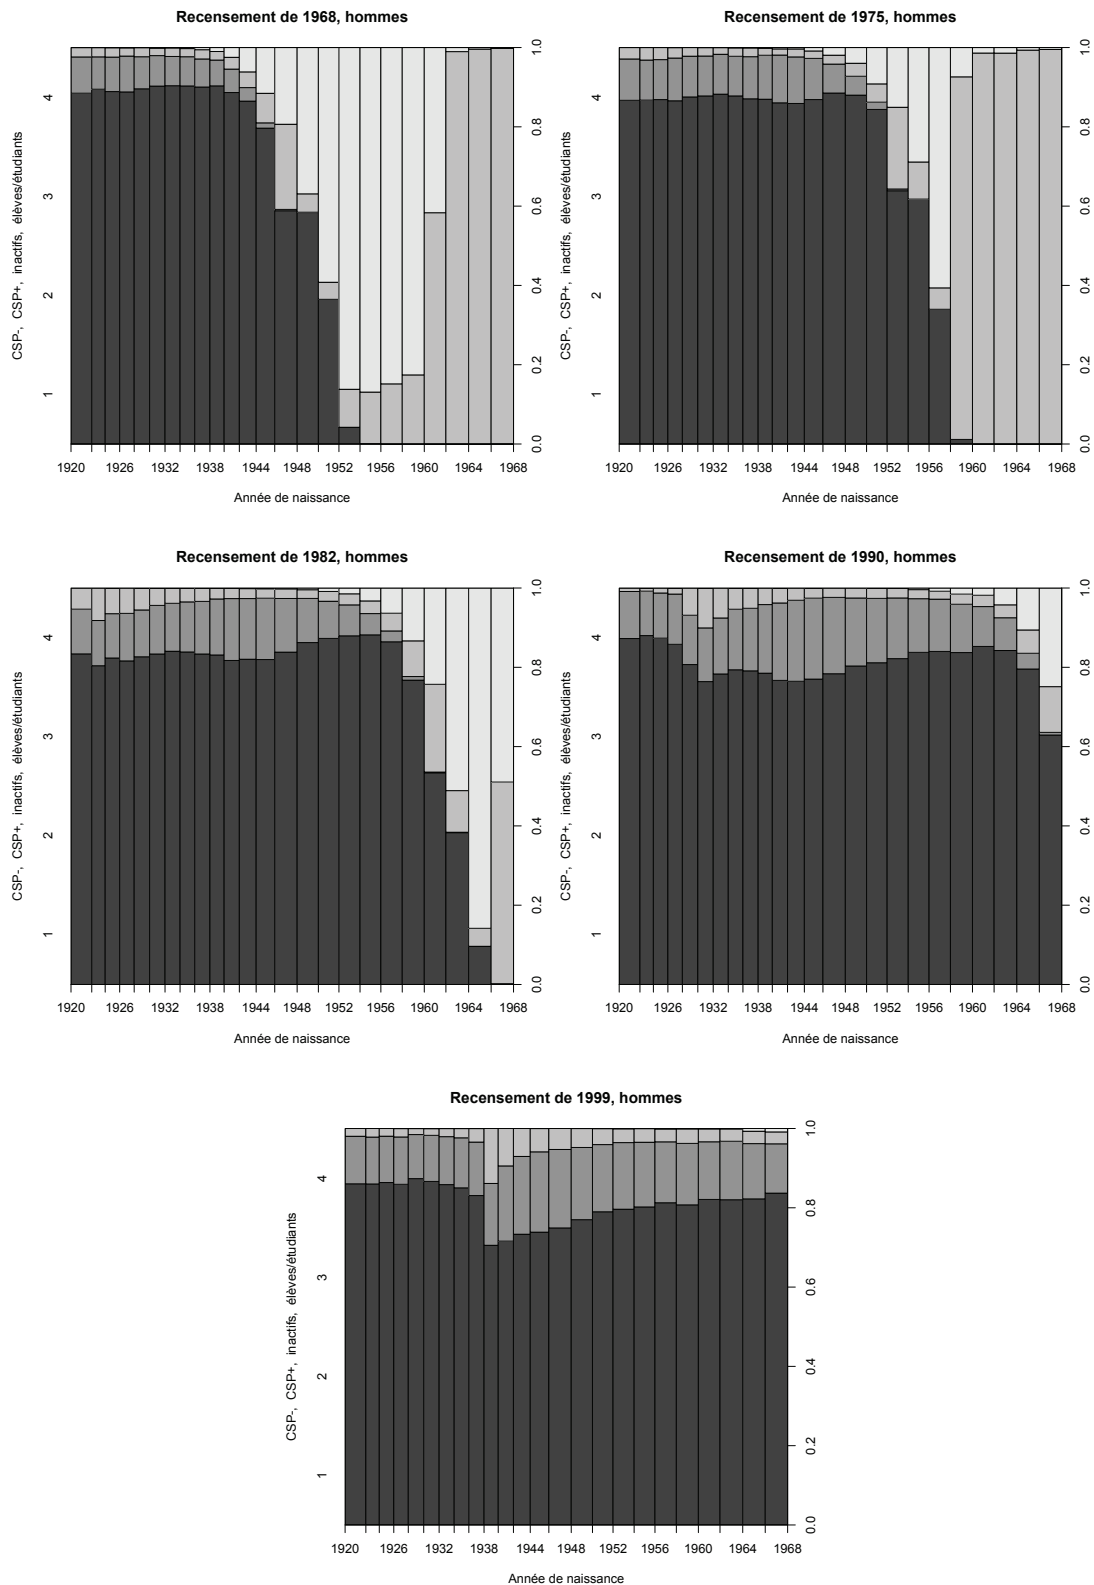 Recensement de 1968, hommes
CSP-, CSP+, inactifs, élèves/étudiants
1 2 3 4
0.0 0.2 0.4 0.6 0.8 1.0
1920 1926 1932 1938 1944 1948 1952 1956 1960 1964 1968
Année de naissance
Recensement de 1975, hommes
CSP-, CSP+, inactifs, élèves/étudiants
1 2 3 4
0.0 0.2 0.4 0.6 0.8 1.0
1920 1926 1932 1938 1944 1948 1952 1956 1960 1964 1968
Année de naissance
Recensement de 1982, hommes
CSP-, CSP+, inactifs, élèves/étudiants
1 2 3 4
0.0 0.2 0.4 0.6 0.8 1.0
1920 1926 1932 1938 1944 1948 1952 1956 1960 1964 1968
Année de naissance
Recensement de 1990, hommes
CSP-, CSP+, inactifs, élèves/étudiants
1 2 3 4
0.0 0.2 0.4 0.6 0.8 1.0
1920 1926 1932 1938 1944 1948 1952 1956 1960 1964 1968
Année de naissance
Recensement de 1999, hommes
CSP-, CSP+, inactifs, élèves/étudiants
1 2 3 4
0.0 0.2 0.4 0.6 0.8 1.0
1920 1926 1932 1938 1944 1950 1956 1960 1964 1968
Année de naissance